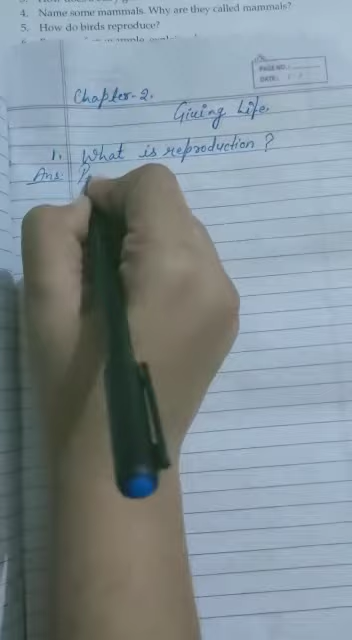 4. Name some mammals. Why are they called mammals?
5. How do birds reproduce?
PAGE NO.:
DATE:
Chapter-2.
Giving Life.
1. What is reproduction?
Ans: